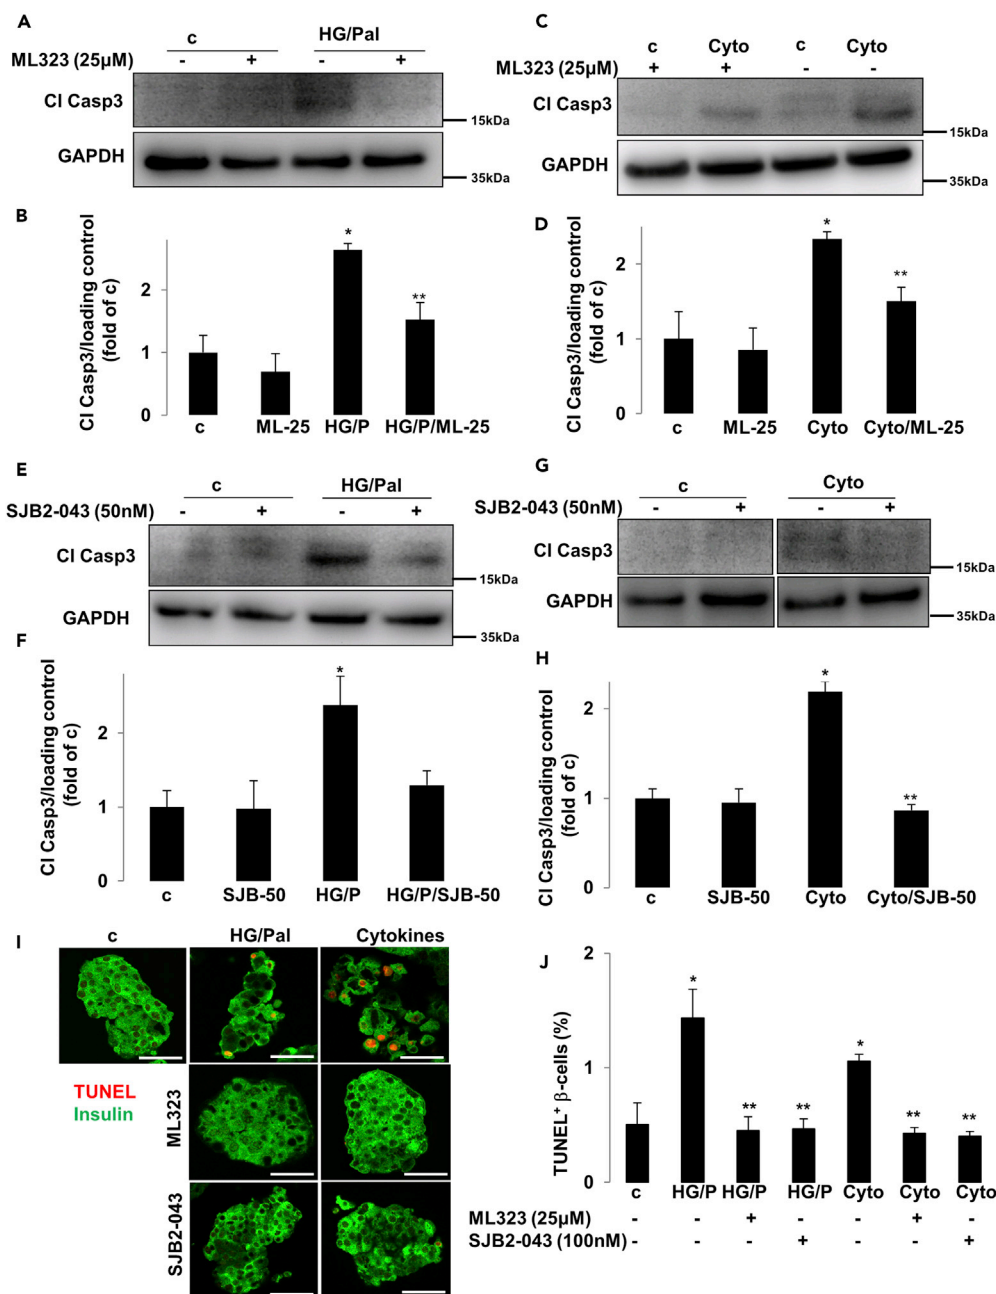 A
c HG/Pal
ML323 (25µM) - + - +
Cl Casp3
15kDa
GAPDH
35kDa
C
c Cyto c Cyto
ML323 (25µM) + + - -
Cl Casp3
15kDa
GAPDH
35kDa
B
Cl Casp3/loading control
(fold of c)
2
1
0
*
**
c ML-25 HG/P HG/P/ML-25
D
Cl Casp3/loading control
(fold of c)
2
1
0
*
**
c ML-25 Cyto Cyto/ML-25
E
c HG/Pal
SJB2-043 (50nM) - + - +
Cl Casp3
15kDa
GAPDH
35kDa
G
c Cyto
SJB2-043 (50nM) - + - +
Cl Casp3
15kDa
GAPDH
35kDa
F
Cl Casp3/loading control
(fold of c)
2
1
0
*
c SJB-50 HG/P HG/P/SJB-50
H
Cl Casp3/loading control
(fold of c)
2
1
0
*
**
c SJB-50 Cyto Cyto/SJB-50
I
c HG/Pal Cytokines
TUNEL
Insulin
ML323
SJB2-043
J
TUNEL⁺ β-cells (%)
2
1
0
*
**
**
*
**
**
c HG/P HG/P HG/P Cyto Cyto Cyto
ML323 (25µM) - - + - - + -
SJB2-043 (100nM) - - - + - - +